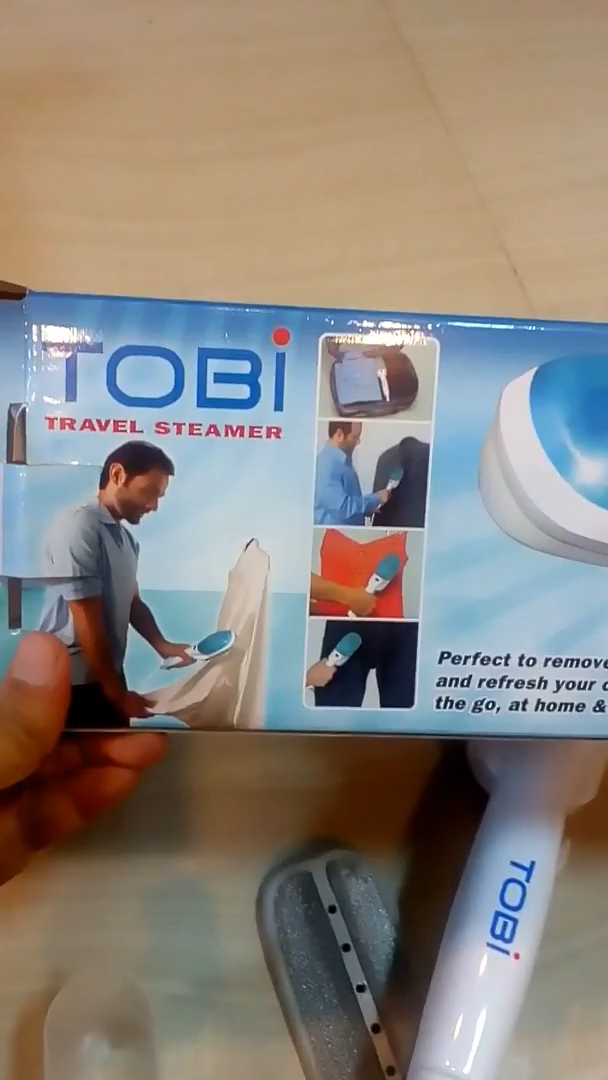 TOBi
TRAVEL STEAMER
Perfect to remove
and refresh your
the go, at home &
TOBi